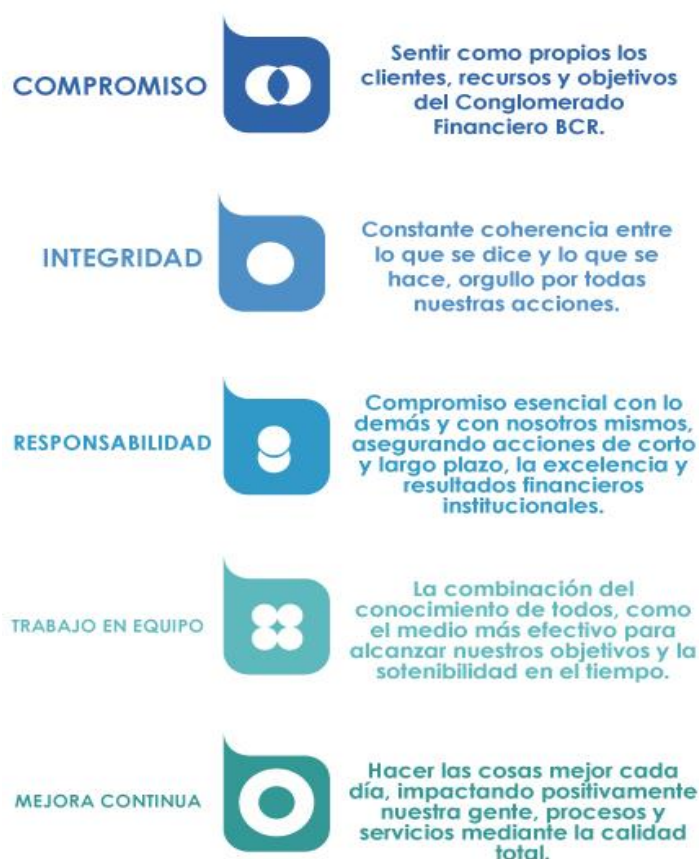 COMPROMISO
Sentir como propios los
clientes, recursos y objetivos
del Conglomerado
Financiero BCR.
INTEGRIDAD
Constante coherencia entre
lo que se dice y lo que se
hace, orgullo por todas
nuestras acciones.
RESPONSABILIDAD
Compromiso esencial con lo
demás y con nosotros mismos,
asegurando acciones de corto
y largo plazo, la excelencia y
resultados financieros
institucionales.
TRABAJO EN EQUIPO
La combinación del
conocimiento de todos, como
el medio más efectivo para
alcanzar nuestros objetivos y la
sotenibilidad en el tiempo.
MEJORA CONTINUA
Hacer las cosas mejor cada
día, impactando positivamente
nuestra gente, procesos y
servicios mediante la calidad
total.